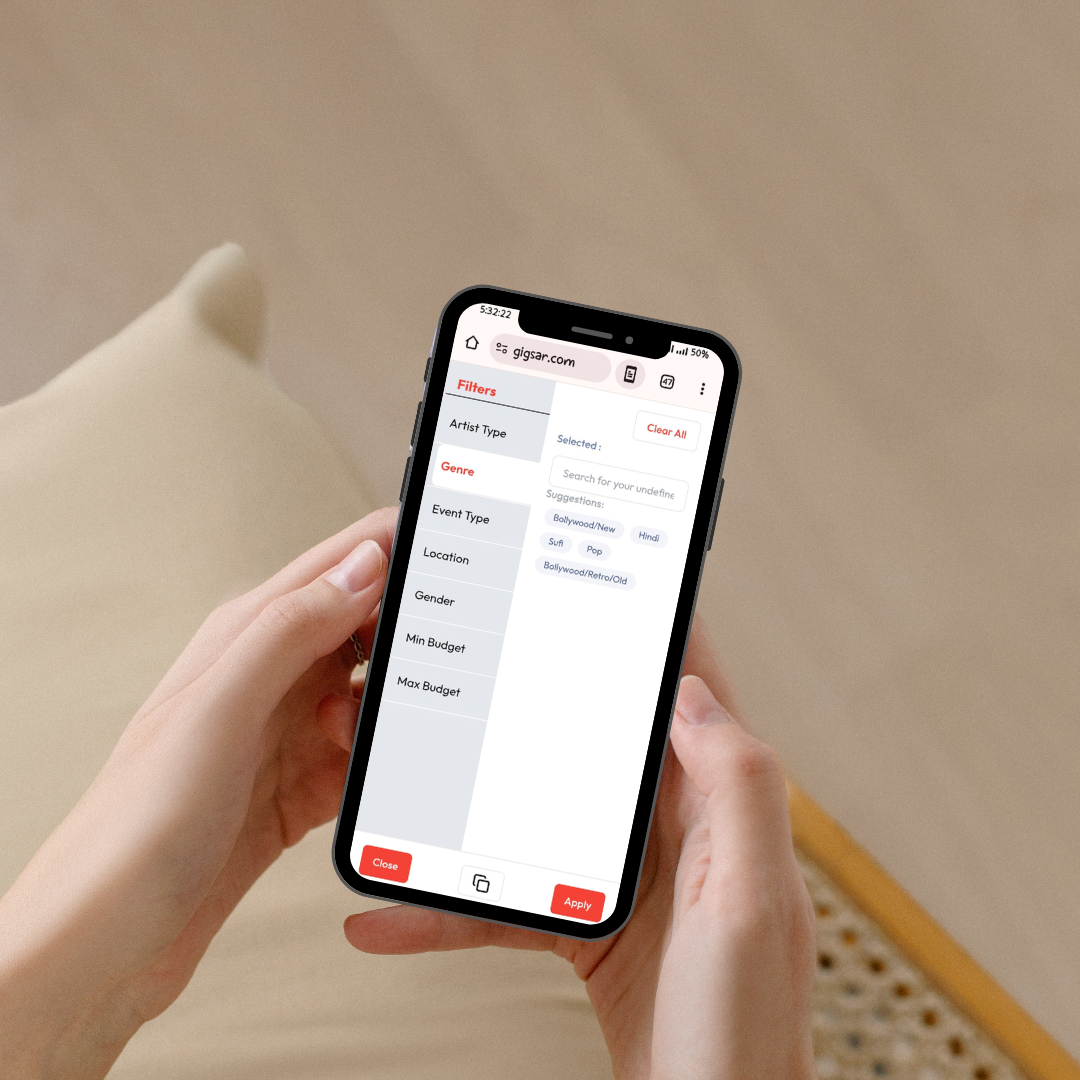 5:32:22
50%
gigsar.com
47
Filters
Clear All
Artist Type
Selected :
Genre
Search for your undefine
Suggestions:
Event Type
Bollywood/New Hindi
Sufi Pop
Location
Bollywood/Retro/Old
Gender
Min Budget
Max Budget
Close
Apply